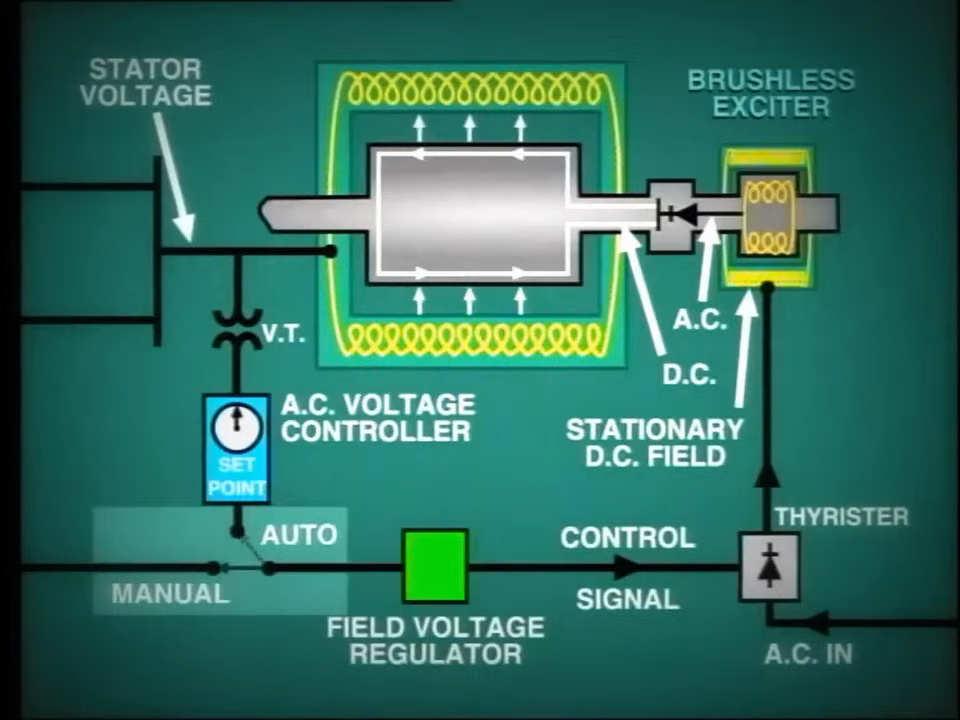 STATOR
VOLTAGE
BRUSHLESS
EXCITER
V.T.
A.C.
D.C.
A.C. VOLTAGE
CONTROLLER
SET
POINT
STATIONARY
D.C. FIELD
AUTO
MANUAL
CONTROL
SIGNAL
THYRISTER
FIELD VOLTAGE
REGULATOR
A.C. IN